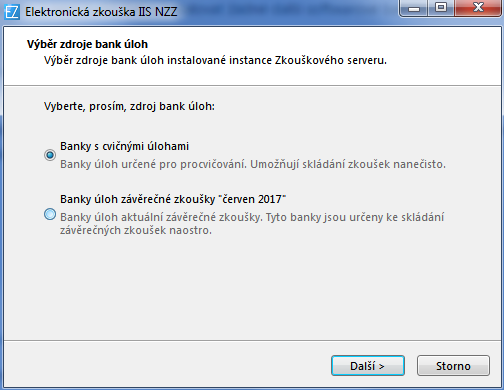 EZ Elektronická zkouška IIS NZZ
Výběr zdroje bank úloh
Výběr zdroje bank úloh instalované instance Zkouškového serveru.
Vyberte, prosím, zdroj bank úloh:
Banky s cvičnými úlohami
Banky úloh určené pro procvičování. Umožňují skládání zkoušek nanečisto.
Banky úloh závěrečné zkoušky "červen 2017"
Banky úloh aktuální závěrečné zkoušky. Tyto banky jsou určeny ke skládání
závěrečných zkoušek naostro.
Další > Storno